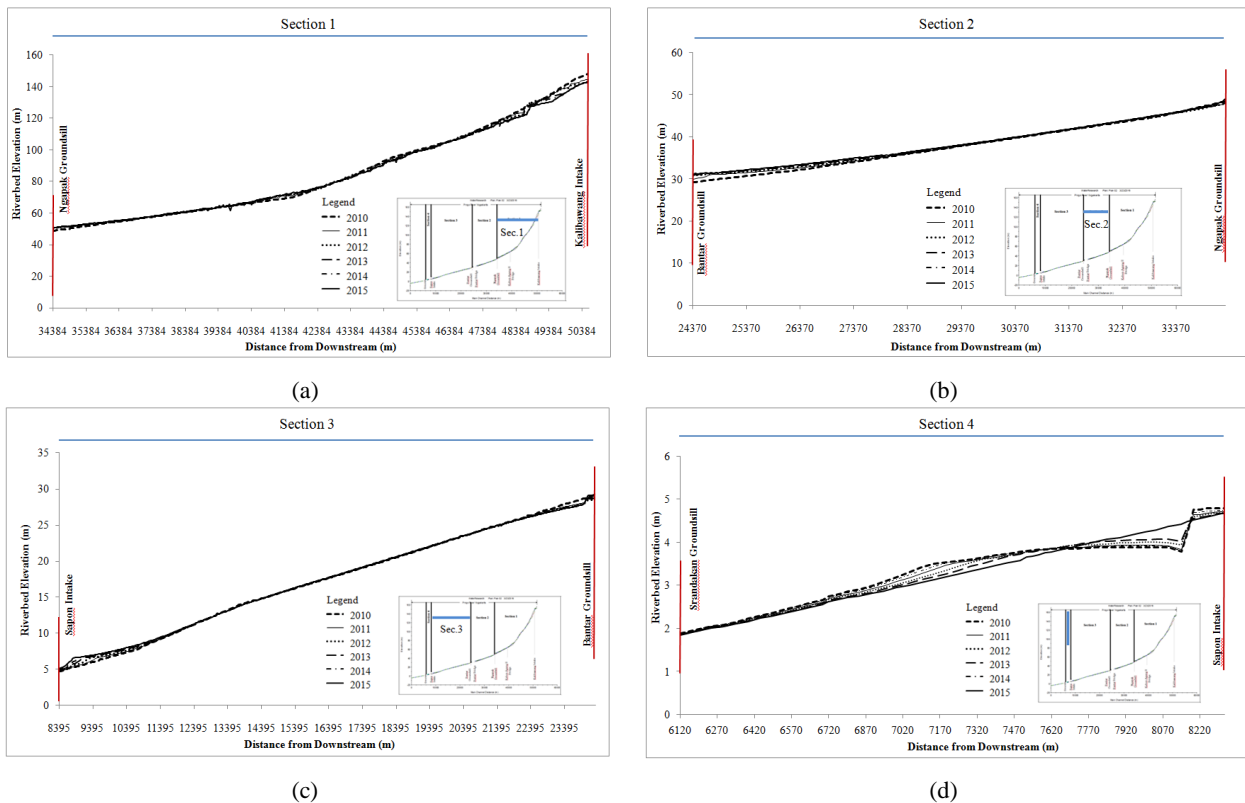 Section 1
160
140
120
100
80
60
40
20
0
Riverbed Elevation (m)
Ngapak Groundsill
Kalibawang Intake
Legend
2010
2011
2012
2013
2014
2015
Sec.1
34384 35384 36384 37384 38384 39384 40384 41384 42384 43384 44384 45384 46384 47384 48384 49384 50384
Distance from Downstream (m)
(a)
Section 2
60
50
40
30
20
10
0
Riverbed Elevation (m)
Bantar Groundsill
Ngapak Groundsill
Legend
2010
2011
2012
2013
2014
2015
Sec.2
24370 25370 26370 27370 28370 29370 30370 31370 32370 33370
Distance from Downstream (m)
(b)
Section 3
35
30
25
20
15
10
5
0
Riverbed Elevation (m)
Sapon Intake
Bantar Groundsill
Legend
2010
2011
2012
2013
2014
2015
Sec.3
8395 9395 10395 11395 12395 13395 14395 15395 16395 17395 18395 19395 20395 21395 22395 23395
Distance from Downstream (m)
(c)
Section 4
6
5
4
3
2
1
0
Riverbed Elevation (m)
Srandakan Groundsill
Sapon Intake
Legend
2010
2011
2012
2013
2014
2015
6120 6270 6420 6570 6720 6870 7020 7170 7320 7470 7620 7770 7920 8070 8220
Distance from Downstream (m)
(d)